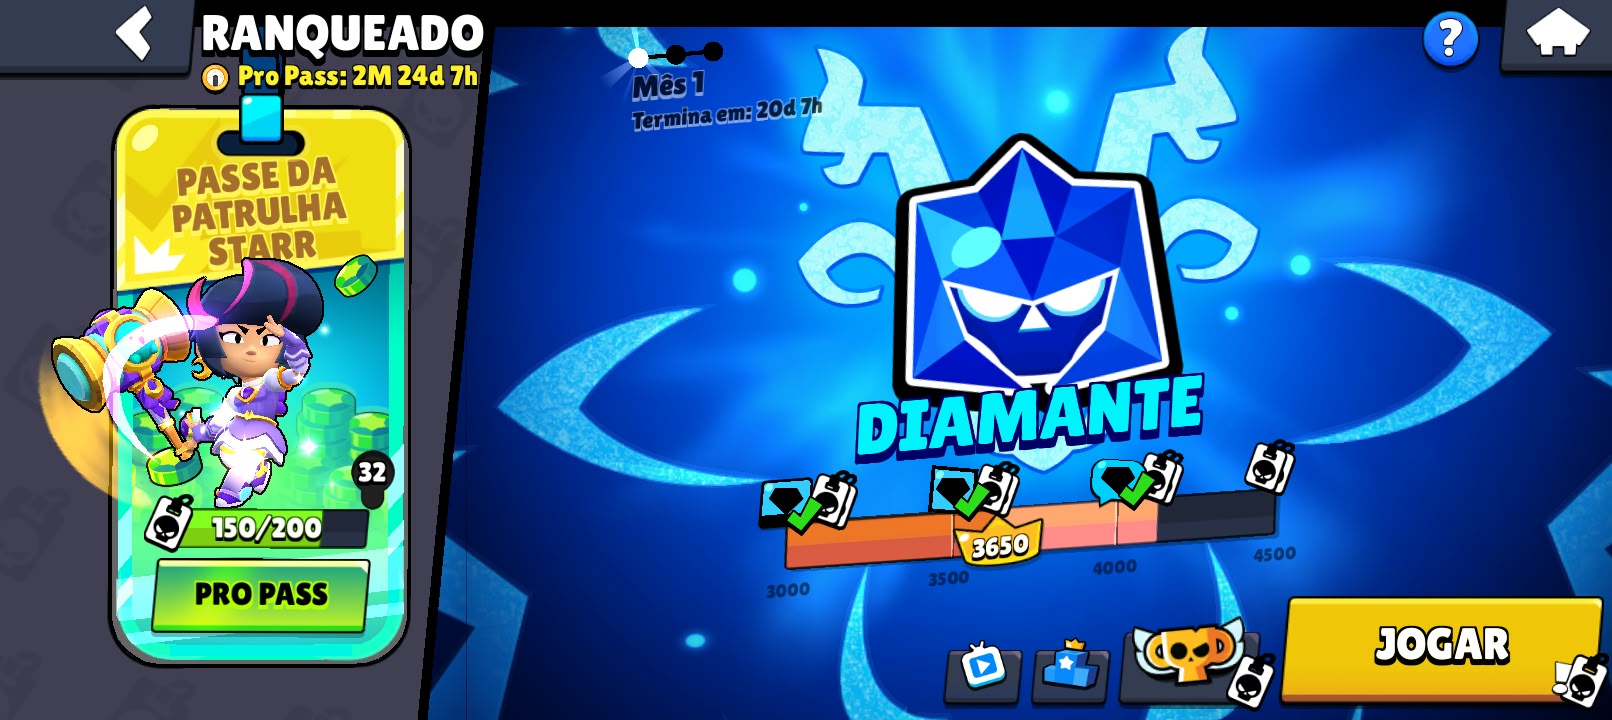 RANQUEADO
Pro Pass: 2M 24d 7h
Mês 1
Termina em: 20d 7h
?
PASSE DA
PATRULHA
STARR
32
150/200
PRO PASS
DIAMANTE
3650
3000
3500
4000
4500
JOGAR